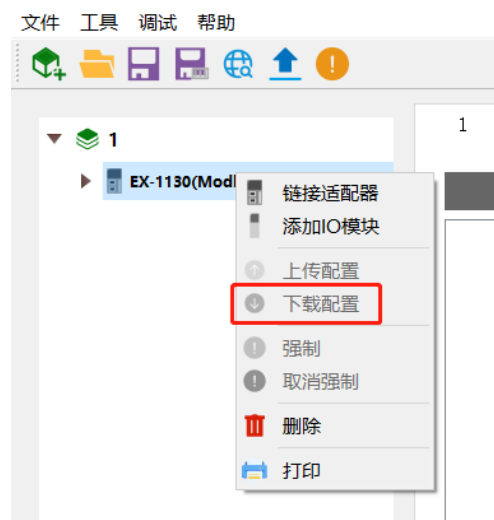 文件 工具 调试 帮助
1
1
EX-1130(Mod
链接适配器
添加IO模块
上传配置
下载配置
强制
取消强制
删除
打印